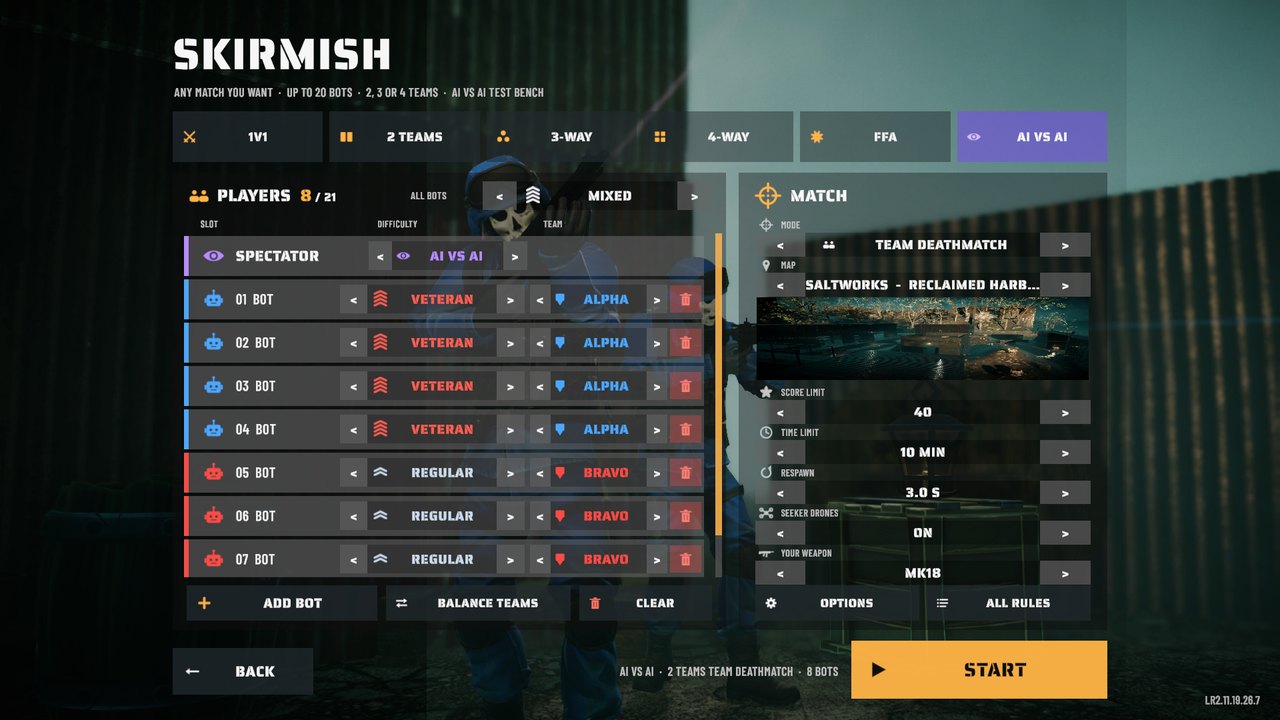 SKIRMISH
ANY MATCH YOU WANT · UP TO 20 BOTS · 2, 3 OR 4 TEAMS · AI VS AI TEST BENCH
1V1
2 TEAMS
3-WAY
4-WAY
FFA
AI VS AI
PLAYERS 8 / 21
ALL BOTS
< MIXED >
SLOT DIFFICULTY TEAM
SPECTATOR < AI VS AI >
01 BOT < VETERAN > < ALPHA >
02 BOT < VETERAN > < ALPHA >
03 BOT < VETERAN > < ALPHA >
04 BOT < VETERAN > < ALPHA >
05 BOT < REGULAR > < BRAVO >
06 BOT < REGULAR > < BRAVO >
07 BOT < REGULAR > < BRAVO >
ADD BOT
BALANCE TEAMS
CLEAR
MATCH
MODE
< TEAM DEATHMATCH >
MAP
< SALTWORKS - RECLAIMED HARB... >
SCORE LIMIT
< 40 >
TIME LIMIT
< 10 MIN >
RESPAWN
< 3.0 S >
SEEKER DRONES
< ON >
YOUR WEAPON
< MK18 >
OPTIONS
ALL RULES
BACK
AI VS AI · 2 TEAMS TEAM DEATHMATCH · 8 BOTS
START
LR2.11.19.26.7